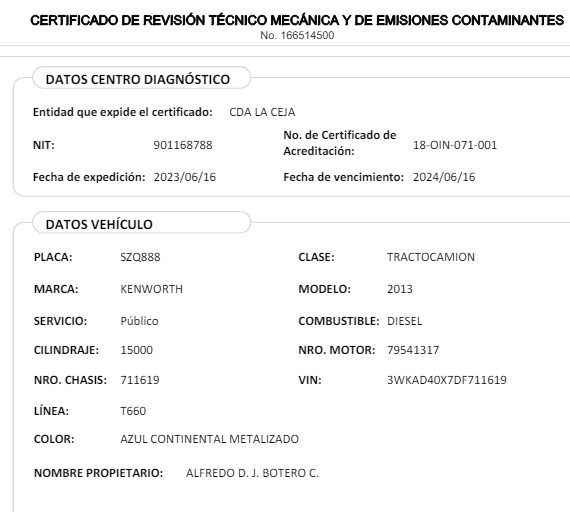 CERTIFICADO DE REVISIÓN TÉCNICO MECÁNICA Y DE EMISIONES CONTAMINANTES
No. 166514500
DATOS CENTRO DIAGNÓSTICO
Entidad que expide el certificado: CDA LA CEJA
NIT: 901168788 No. de Certificado de Acreditación: 18-OIN-071-001
Fecha de expedición: 2023/06/16 Fecha de vencimiento: 2024/06/16
DATOS VEHÍCULO
PLACA: SZQ888 CLASE: TRACTOCAMION
MARCA: KENWORTH MODELO: 2013
SERVICIO: Público COMBUSTIBLE: DIESEL
CILINDRAJE: 15000 NRO. MOTOR: 79541317
NRO. CHASIS: 711619 VIN: 3WKAD40X7DF711619
LÍNEA: T660
COLOR: AZUL CONTINENTAL METALIZADO
NOMBRE PROPIETARIO: ALFREDO D. J. BOTERO C.